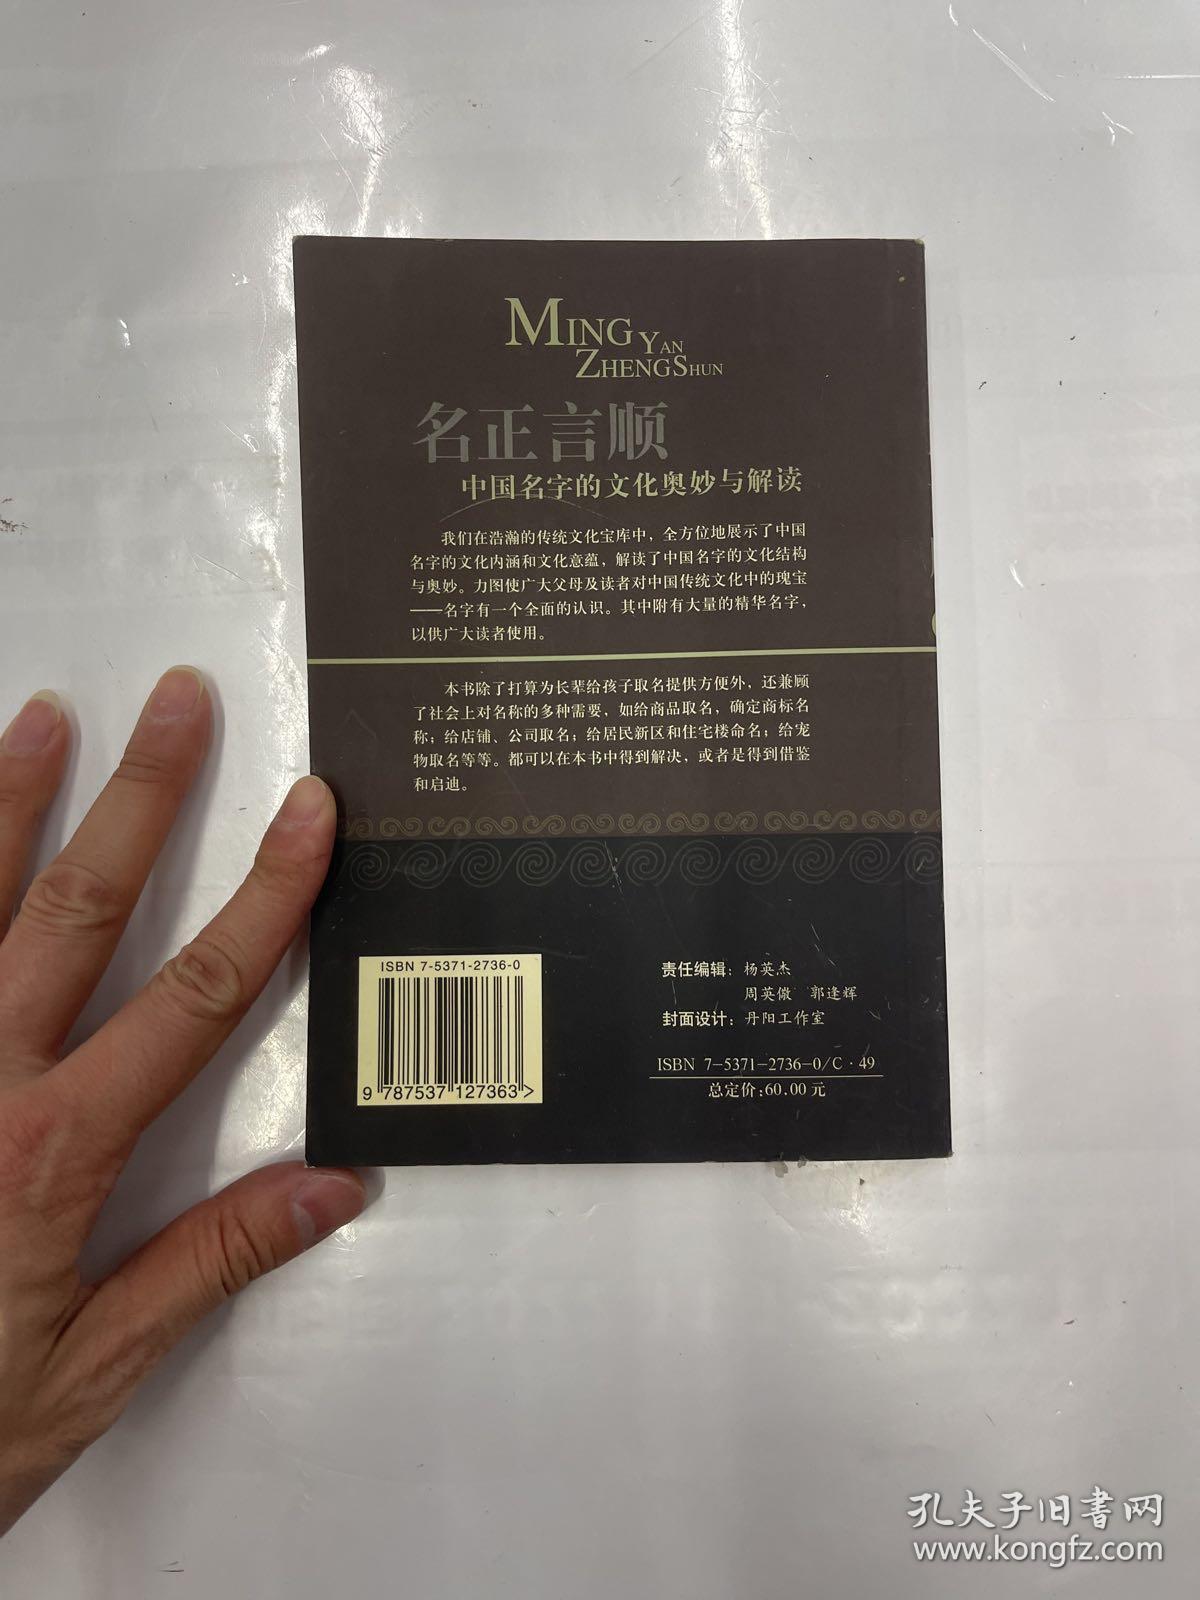 MING YAN
ZHENG SHUN
名正言顺
中国名字的文化奥妙与解读
我们在浩瀚的传统文化宝库中，全方位地展示了中国
名字的文化内涵和文化意蕴，解读了中国名字的文化结构
与奥妙。力图使广大父母及读者对中国传统文化中的瑰宝
——名字有一个全面的认识。其中附有大量的精华名字，
以供广大读者使用。
本书除了打算为长辈给孩子取名提供方便外，还兼顾
了社会上对名称的多种需要，如给商品取名，确定商标名
称；给店铺、公司取名；给居民新区和住宅楼命名；给宠
物取名等等。都可以在本书中得到解决，或者是得到借鉴
和启迪。
ISBN 7-5371-2736-0
9 787537 127363>
责任编辑：杨英杰
周英傲 郭逢辉
封面设计：丹阳工作室
ISBN 7-5371-2736-0/C·49
总定价:60.00元
孔夫子旧书网
www.kongfz.com